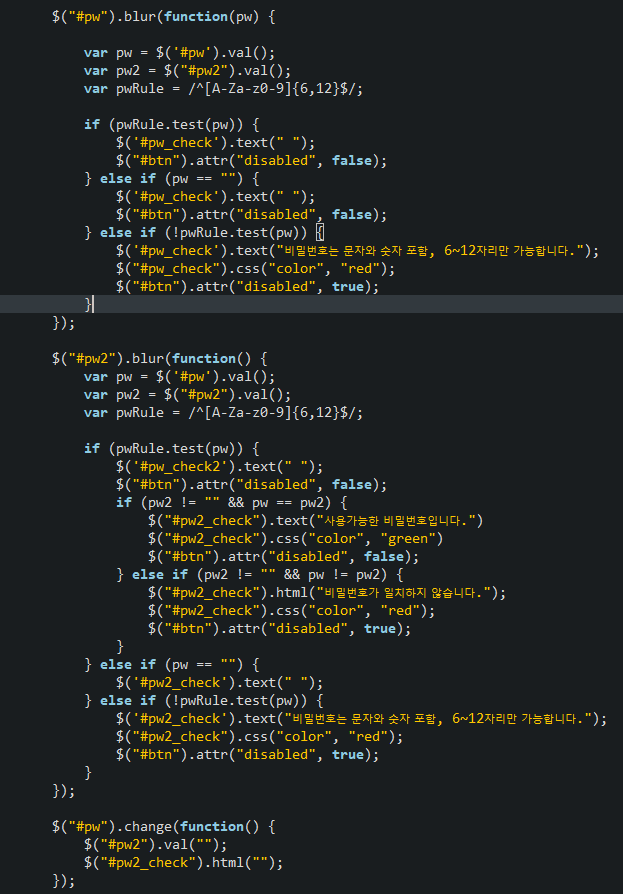 $("#pw").blur(function(pw) {
var pw = $('#pw').val();
var pw2 = $("#pw2").val();
var pwRule = /^[A-Za-z0-9]{6,12}$/;
if (pwRule.test(pw)) {
$('#pw_check').text(" ");
$("#btn").attr("disabled", false);
} else if (pw == "") {
$('#pw_check').text(" ");
$("#btn").attr("disabled", false);
} else if (!pwRule.test(pw)) {
$('#pw_check').text("비밀번호는 문자와 숫자 포함, 6~12자리만 가능합니다.");
$("#pw_check").css("color", "red");
$("#btn").attr("disabled", true);
}
});
$("#pw2").blur(function() {
var pw = $('#pw').val();
var pw2 = $("#pw2").val();
var pwRule = /^[A-Za-z0-9]{6,12}$/;
if (pwRule.test(pw)) {
$('#pw_check2').text(" ");
$("#btn").attr("disabled", false);
if (pw2 != "" && pw == pw2) {
$("#pw2_check").text("사용가능한 비밀번호입니다.")
$("#pw2_check").css("color", "green")
$("#btn").attr("disabled", false);
} else if (pw2 != "" && pw != pw2) {
$("#pw2_check").html("비밀번호가 일치하지 않습니다.");
$("#pw2_check").css("color", "red");
$("#btn").attr("disabled", true);
}
} else if (pw == "") {
$('#pw2_check').text(" ");
} else if (!pwRule.test(pw)) {
$('#pw2_check').text("비밀번호는 문자와 숫자 포함, 6~12자리만 가능합니다.");
$("#pw2_check").css("color", "red");
$("#btn").attr("disabled", true);
}
});
$("#pw").change(function() {
$("#pw2").val("");
$("#pw2_check").html("");
});